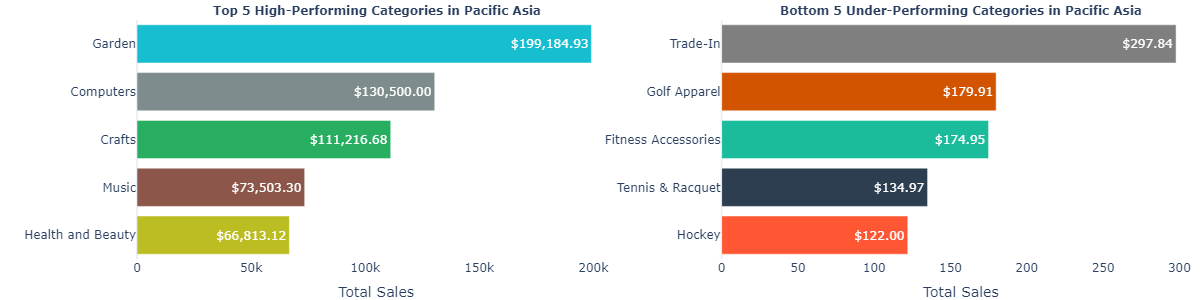 Top 5 High-Performing Categories in Pacific Asia
Garden $199,184.93
Computers $130,500.00
Crafts $111,216.68
Music $73,503.30
Health and Beauty $66,813.12
0 50k 100k 150k 200k
Total Sales
Bottom 5 Under-Performing Categories in Pacific Asia
Trade-In $297.84
Golf Apparel $179.91
Fitness Accessories $174.95
Tennis & Racquet $134.97
Hockey $122.00
0 50 100 150 200 250 300
Total Sales